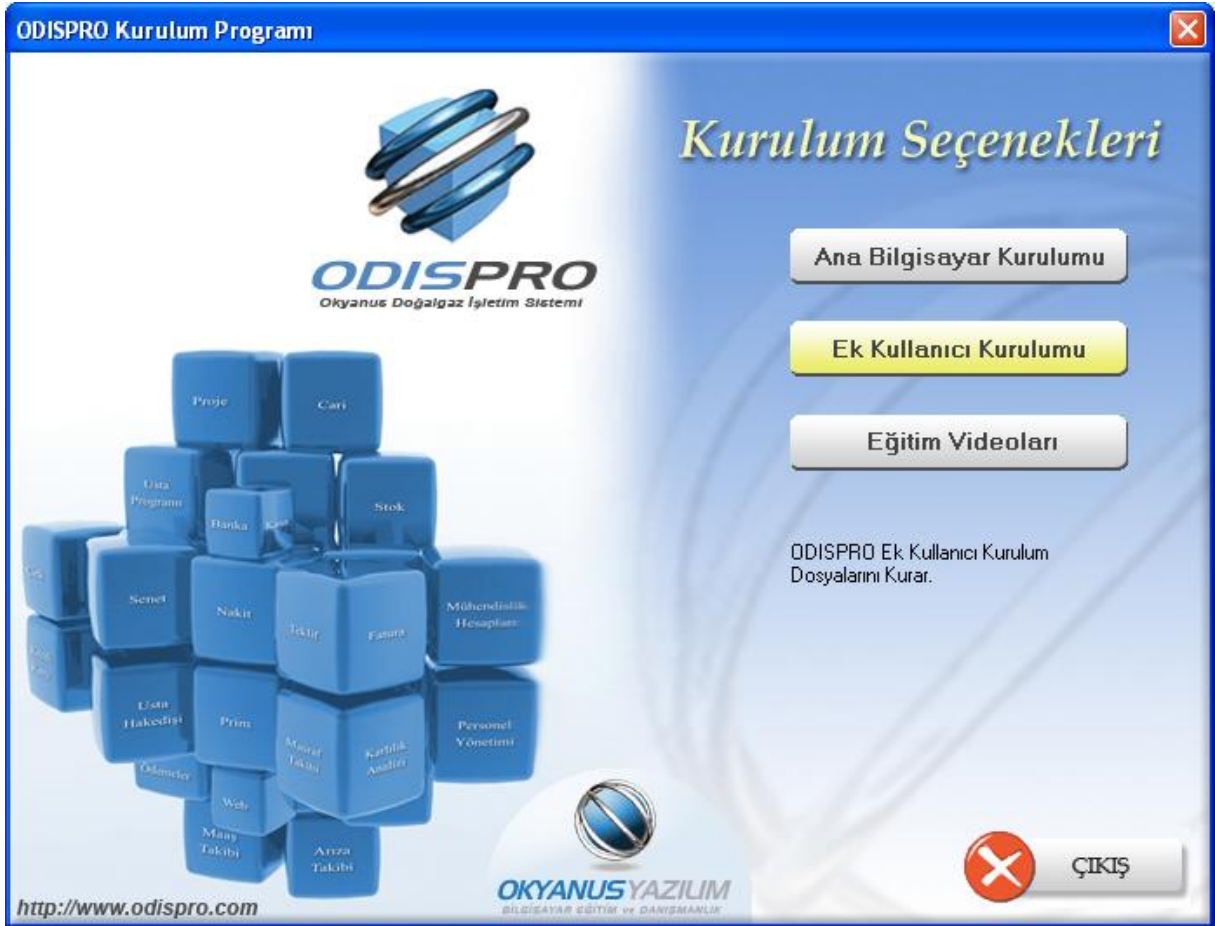 ODISPRO Kurulum Programı
Kurulum Seçenekleri
ODISPRO
Okyanus Doğalgaz İşletim Sistemi
Ana Bilgisayar Kurulumu
Ek Kullanıcı Kurulumu
Eğitim Videoları
ODISPRO Ek Kullanıcı Kurulum
Dosyalarını Kurar.
Proje
Cari
Usta
Programı
Banka
Stok
Senet
Nakit
Teklif
Fatura
Mühendislik
Hesapları
Usta
Hakedişi
Prim
Masraf
Takibi
Karlılık
Analizi
Personel
Yönetimi
Ödemeler
Web
Maaş
Takibi
Arıza
Takibi
OKYANUS YAZILIM
BİLGİSAYAR EĞİTİM ve DANIŞMANLIK
ÇIKIŞ
http://www.odispro.com